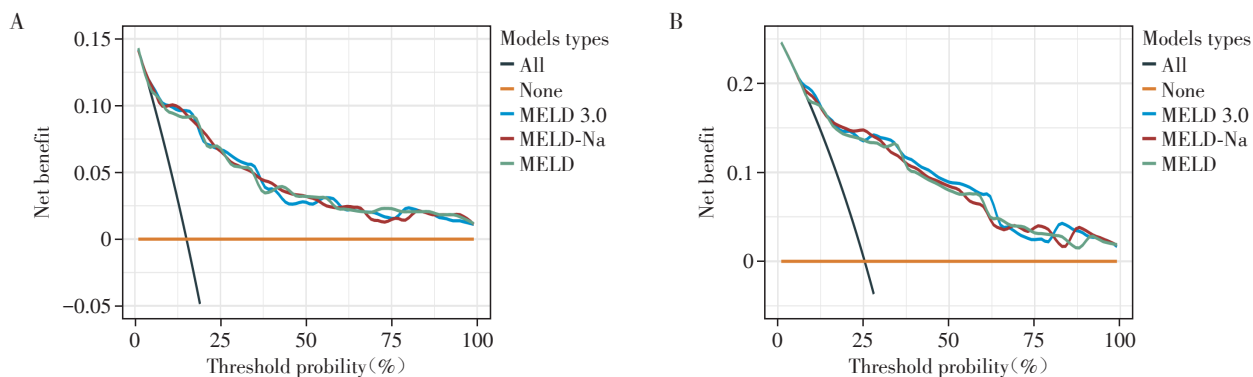 A
Net benefit
0.15
0.10
0.05
0
−0.05
0 25 50 75 100
Threshold probility(%)
Models types
All
None
MELD 3.0
MELD-Na
MELD
B
Net benefit
0.2
0.1
0
0 25 50 75 100
Threshold probility(%)
Models types
All
None
MELD 3.0
MELD-Na
MELD